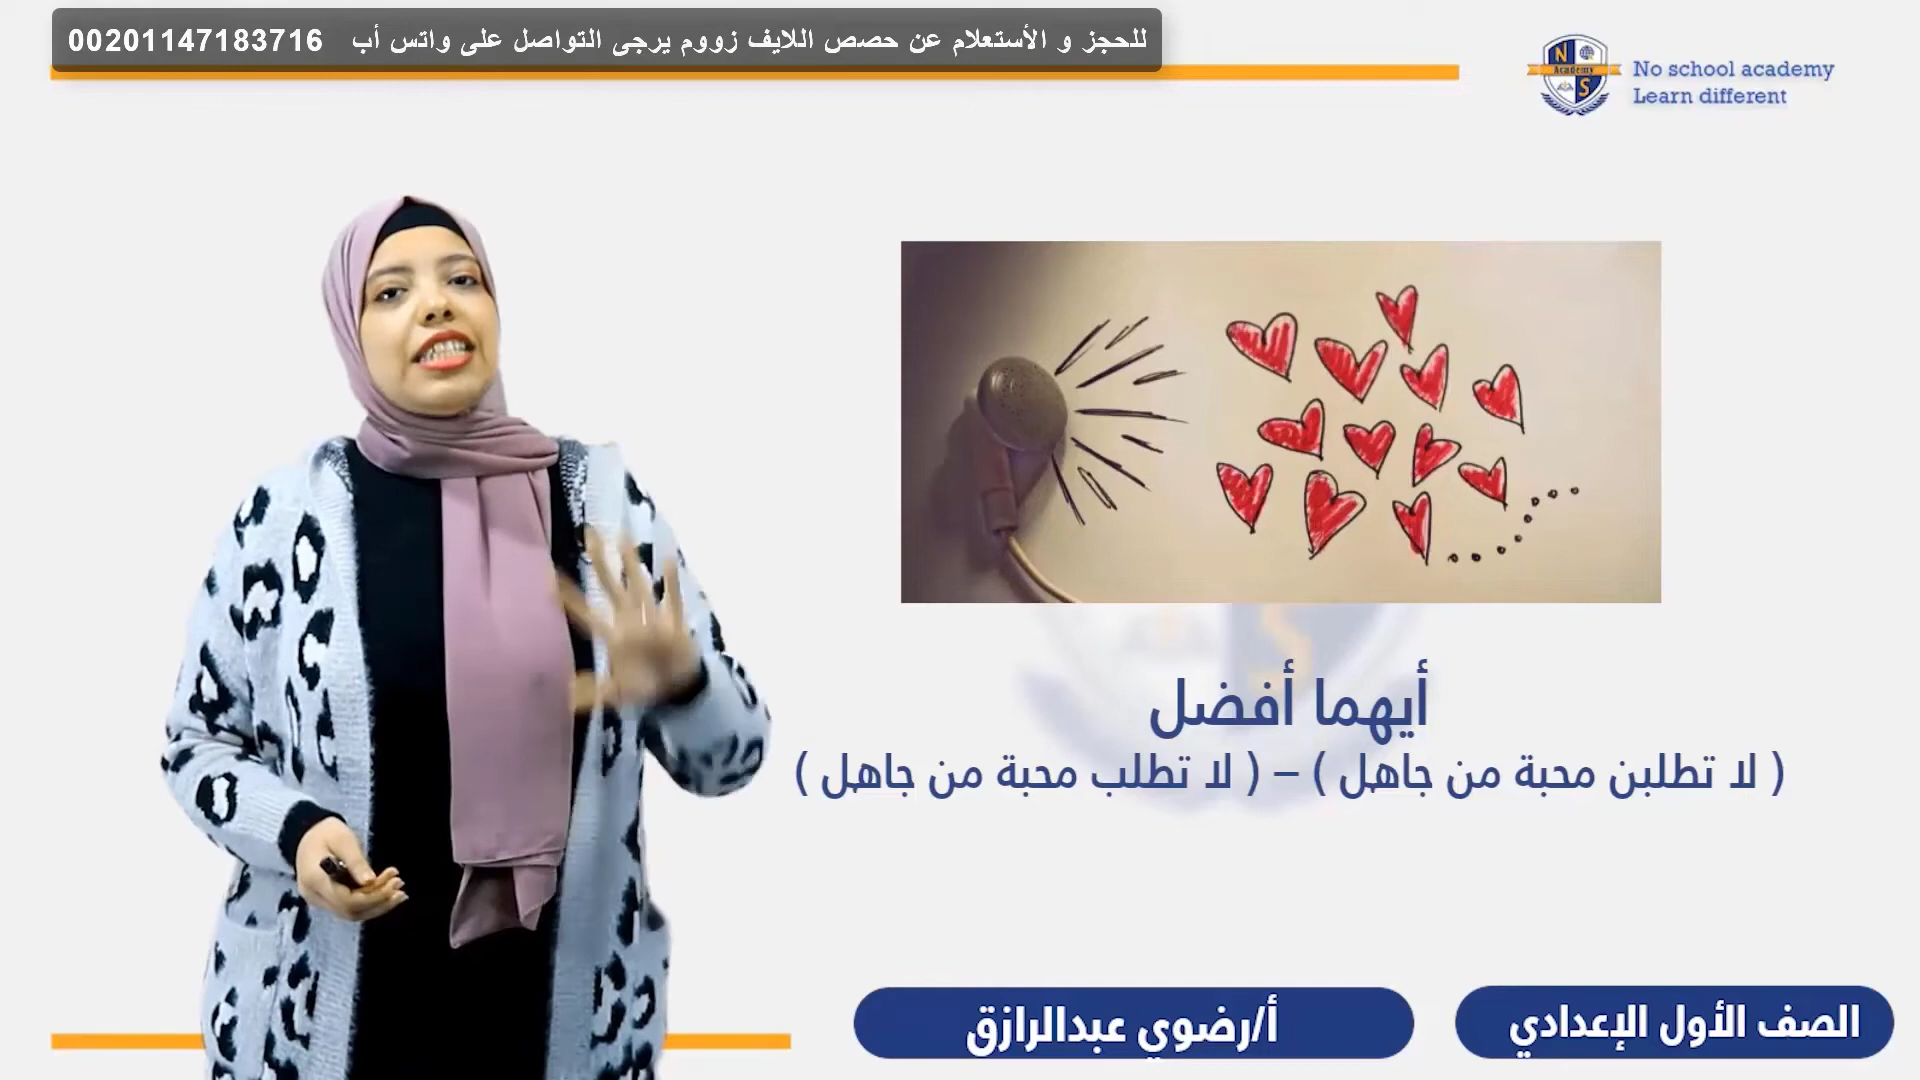 للحجز و الأستعلام عن حصص اللايف زووم يرجى التواصل على واتس أب 00201147183716
N
Academy
S
No school academy
Learn different
أيهما أفضل
( لا تطلبن محبة من جاهل ) – ( لا تطلب محبة من جاهل )
أ/رضوي عبدالرازق
الصف الأول الإعدادي